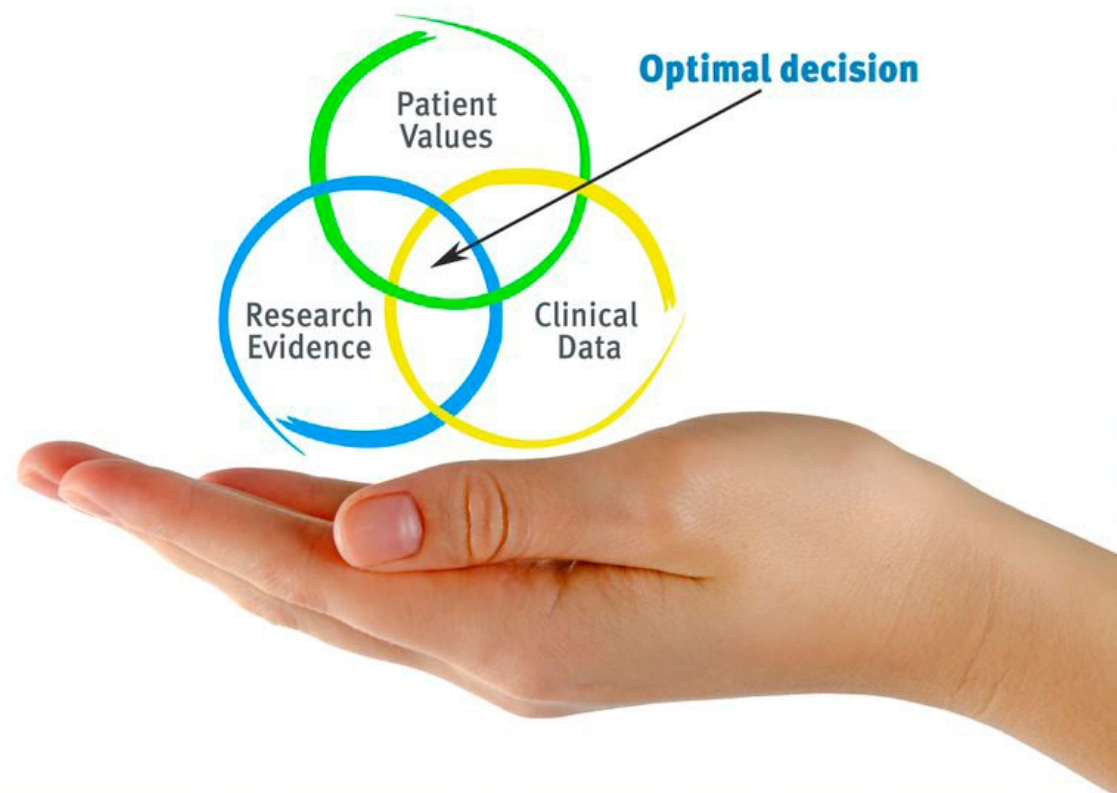 Optimal decision
Patient
Values
Research
Evidence
Clinical
Data